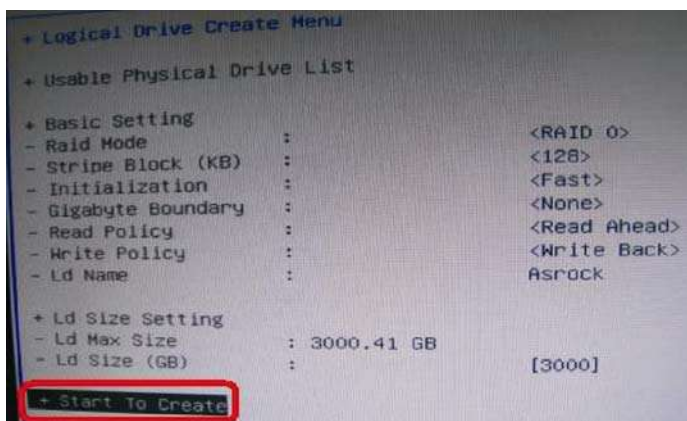 + Logical Drive Create Menu
+ Usable Physical Drive List
+ Basic Setting
- Raid Mode : <RAID 0>
- Stripe Block (KB) : <128>
- Initialization : <Fast>
- Gigabyte Boundary : <None>
- Read Policy : <Read Ahead>
- Write Policy : <Write Back>
- Ld Name : Asrock
+ Ld Size Setting
- Ld Max Size : 3000.41 GB
- Ld Size (GB) : [3000]
+ Start To Create